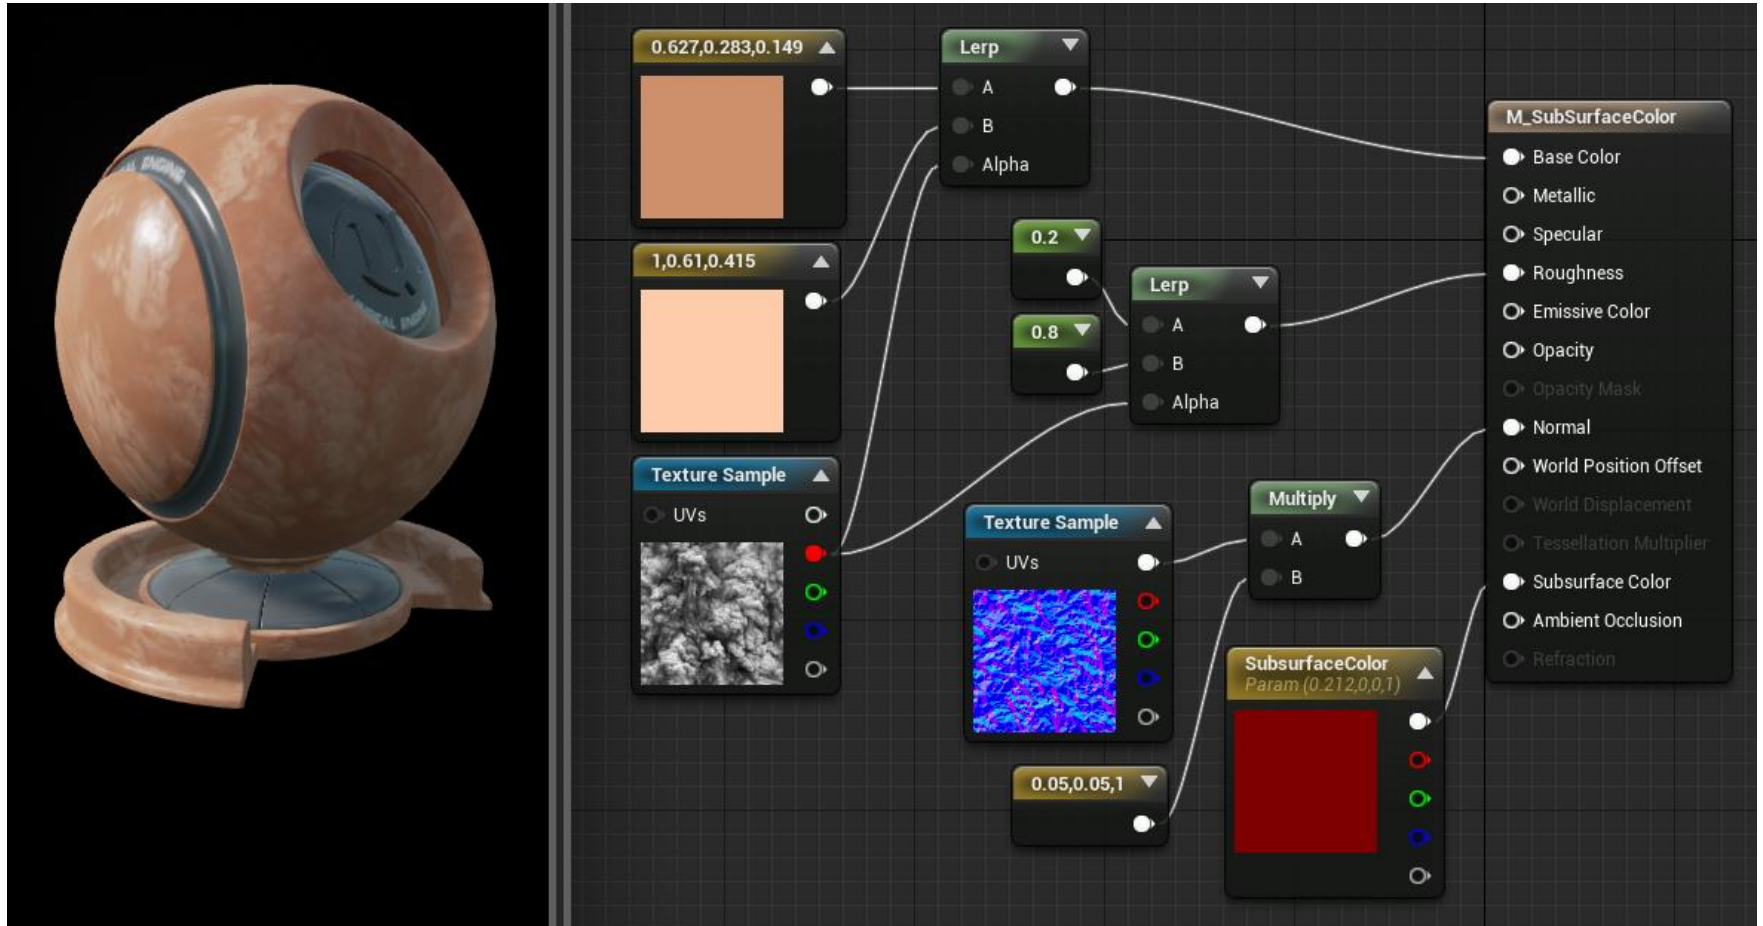 0.627,0.283,0.149
Lerp
A
B
Alpha
1,0.61,0.415
0.2
0.8
Lerp
A
B
Alpha
Texture Sample
UVs
Texture Sample
UVs
Multiply
A
B
0.05,0.05,1
SubsurfaceColor
Param (0.212,0,0,1)
M_SubSurfaceColor
Base Color
Metallic
Specular
Roughness
Emissive Color
Opacity
Opacity Mask
Normal
World Position Offset
World Displacement
Tessellation Multiplier
Subsurface Color
Ambient Occlusion
Refraction